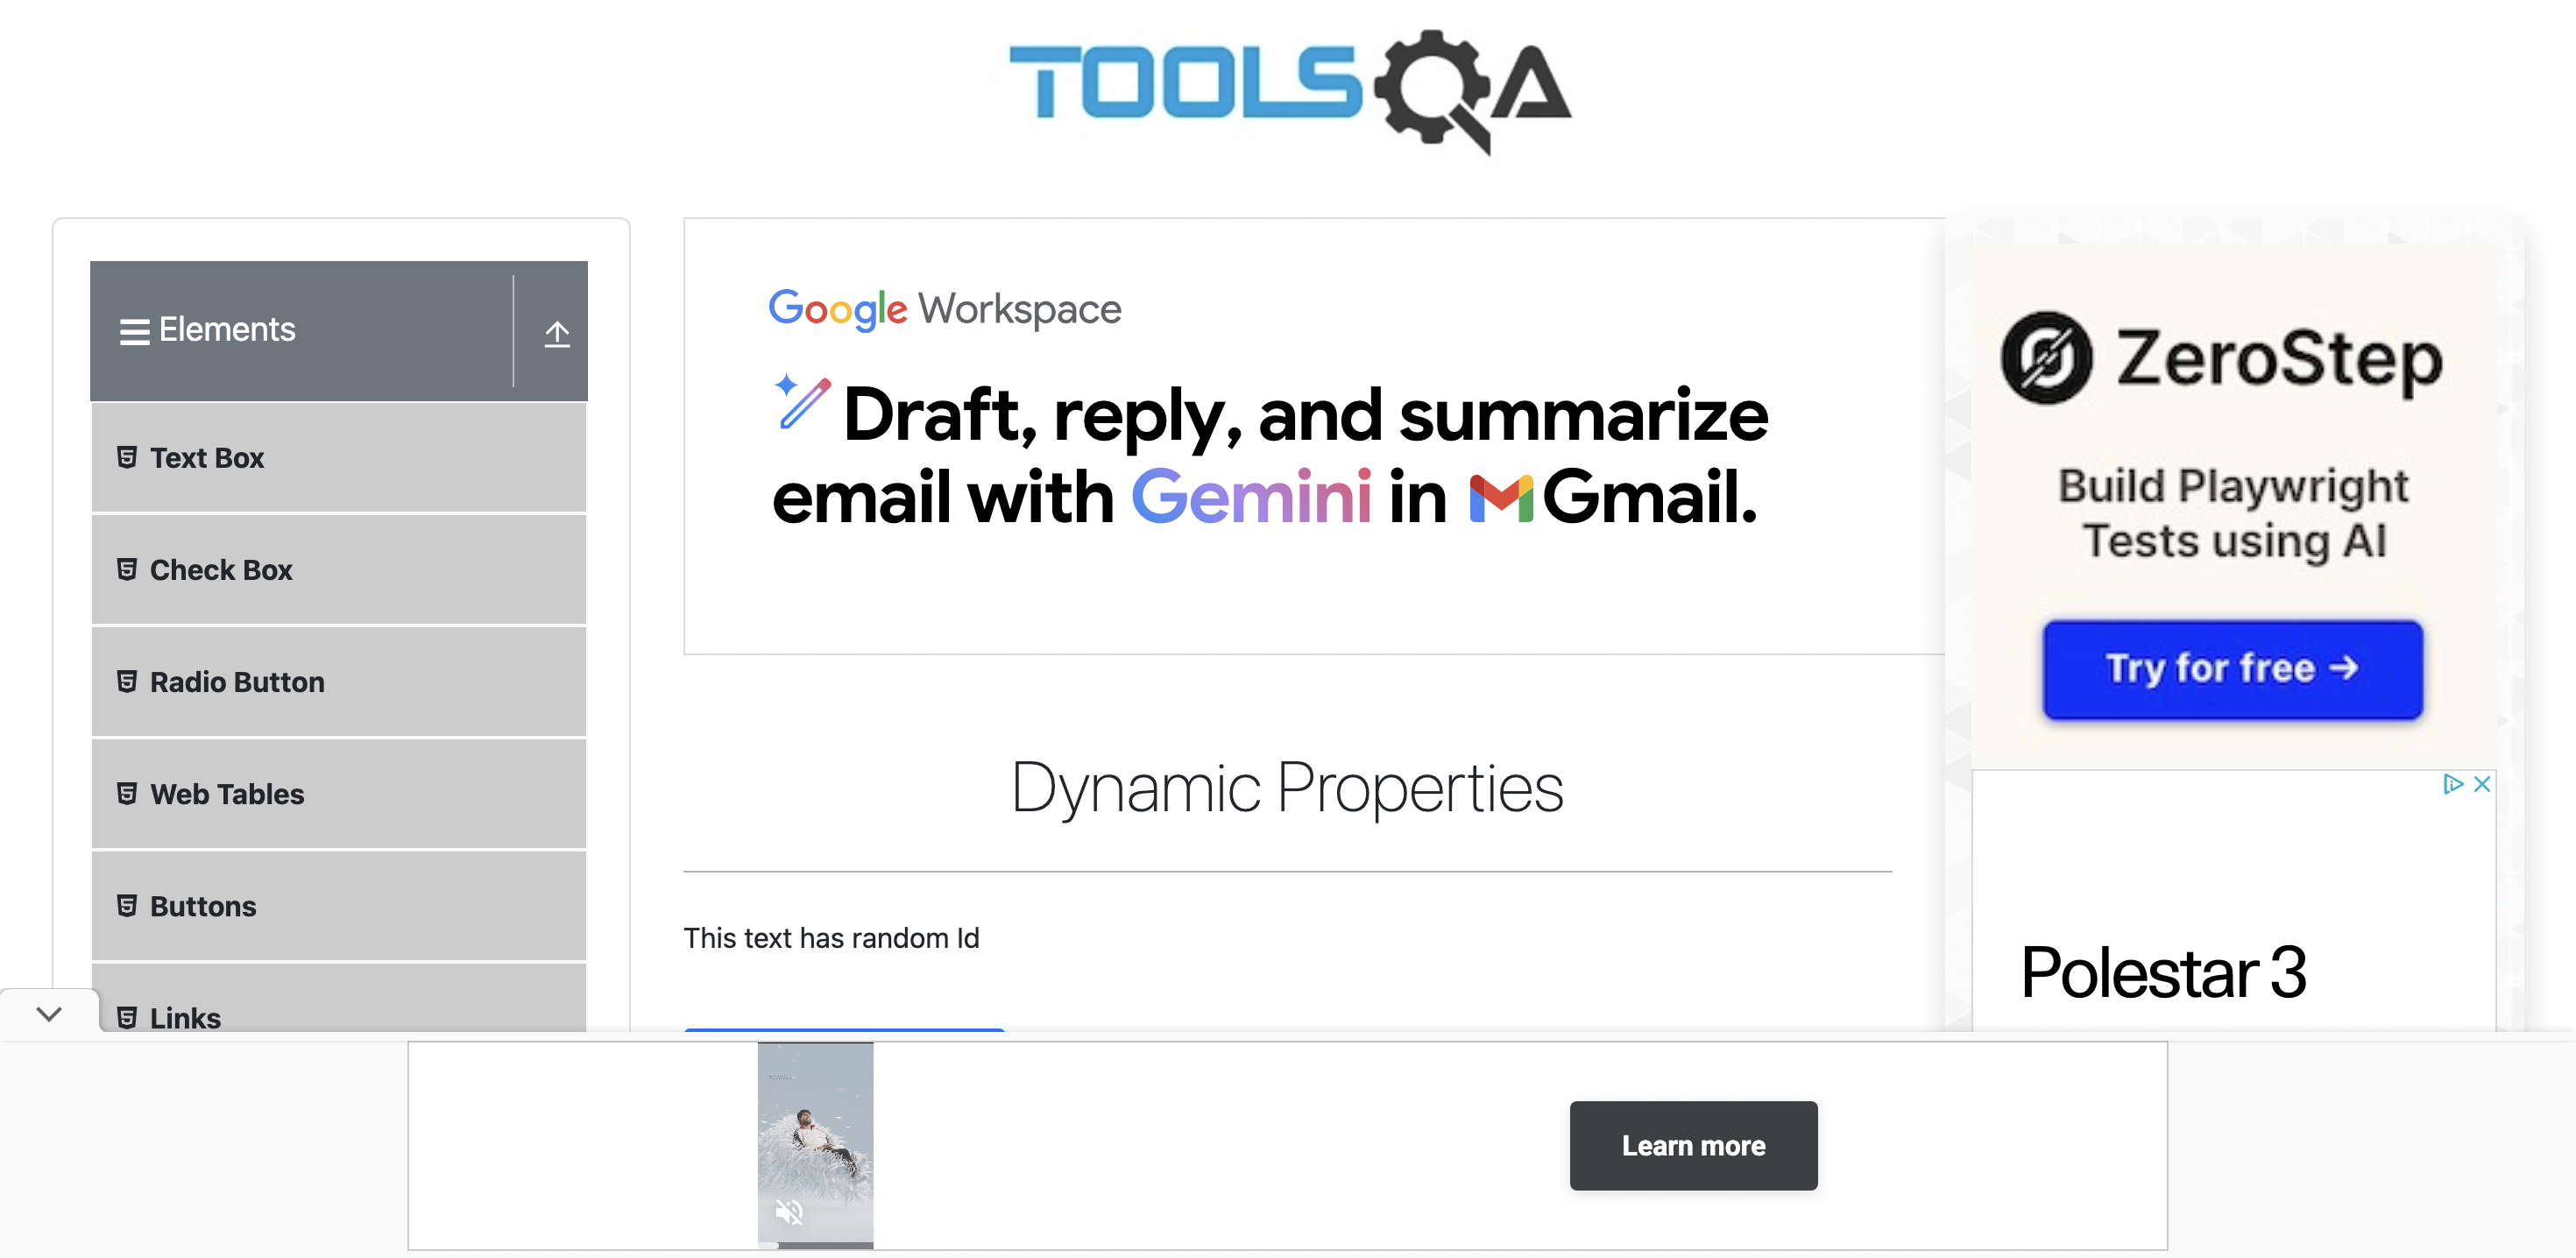 TOOLSQA
Elements
Text Box
Check Box
Radio Button
Web Tables
Buttons
Links
Google Workspace
Draft, reply, and summarize
email with Gemini in Gmail.
Dynamic Properties
This text has random Id
ZeroStep
Build Playwright
Tests using AI
Try for free →
Polestar 3
Learn more